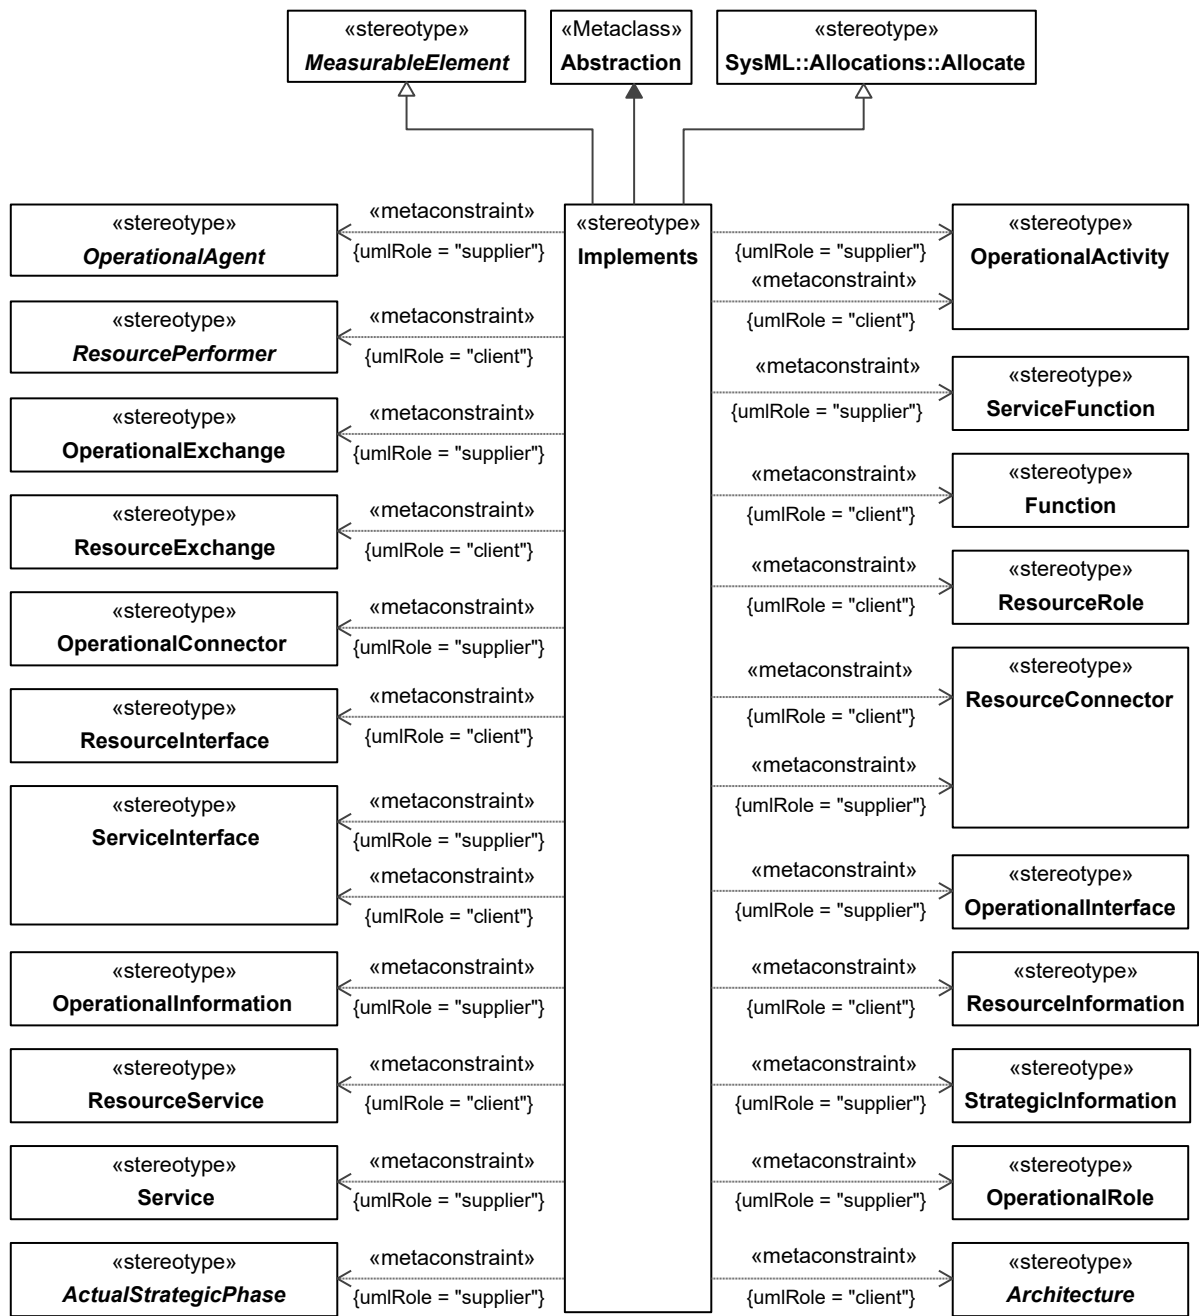 «stereotype»
MeasurableElement
«Metaclass»
Abstraction
«stereotype»
SysML::Allocations::Allocate
«stereotype»
OperationalAgent
«metaconstraint»
{umlRole = "supplier"}
«stereotype»
ResourcePerformer
«metaconstraint»
{umlRole = "client"}
«stereotype»
OperationalExchange
«metaconstraint»
{umlRole = "supplier"}
«stereotype»
ResourceExchange
«metaconstraint»
{umlRole = "client"}
«stereotype»
OperationalConnector
«metaconstraint»
{umlRole = "supplier"}
«stereotype»
ResourceInterface
«metaconstraint»
{umlRole = "client"}
«stereotype»
ServiceInterface
«metaconstraint»
{umlRole = "supplier"}
«metaconstraint»
{umlRole = "client"}
«stereotype»
OperationalInformation
«metaconstraint»
{umlRole = "supplier"}
«stereotype»
ResourceService
«metaconstraint»
{umlRole = "client"}
«stereotype»
Service
«metaconstraint»
{umlRole = "supplier"}
«stereotype»
ActualStrategicPhase
«metaconstraint»
{umlRole = "supplier"}
«stereotype»
Implements
{umlRole = "supplier"}
«metaconstraint»
{umlRole = "client"}
«stereotype»
OperationalActivity
«metaconstraint»
{umlRole = "supplier"}
«stereotype»
ServiceFunction
«metaconstraint»
{umlRole = "client"}
«stereotype»
Function
«metaconstraint»
{umlRole = "client"}
«stereotype»
ResourceRole
«metaconstraint»
{umlRole = "client"}
«metaconstraint»
{umlRole = "supplier"}
«stereotype»
ResourceConnector
«metaconstraint»
{umlRole = "supplier"}
«stereotype»
OperationalInterface
«metaconstraint»
{umlRole = "client"}
«stereotype»
ResourceInformation
«metaconstraint»
{umlRole = "supplier"}
«stereotype»
StrategicInformation
«metaconstraint»
{umlRole = "supplier"}
«stereotype»
OperationalRole
«metaconstraint»
{umlRole = "client"}
«stereotype»
Architecture